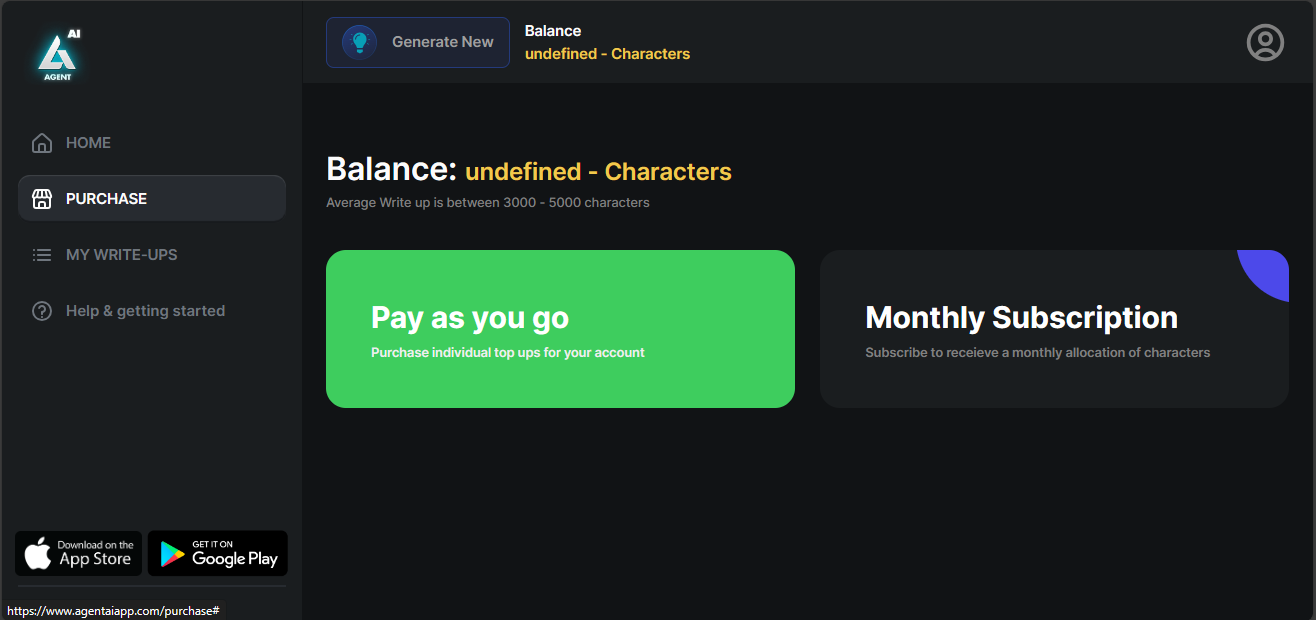 AI
AGENT
Generate New
Balance
undefined - Characters
HOME
PURCHASE
MY WRITE-UPS
Help & getting started
Balance: undefined - Characters
Average Write up is between 3000 - 5000 characters
Pay as you go
Purchase individual top ups for your account
Monthly Subscription
Subscribe to receieve a monthly allocation of characters
Download on the
App Store
GET IT ON
Google Play
https://www.agentaiapp.com/purchase#